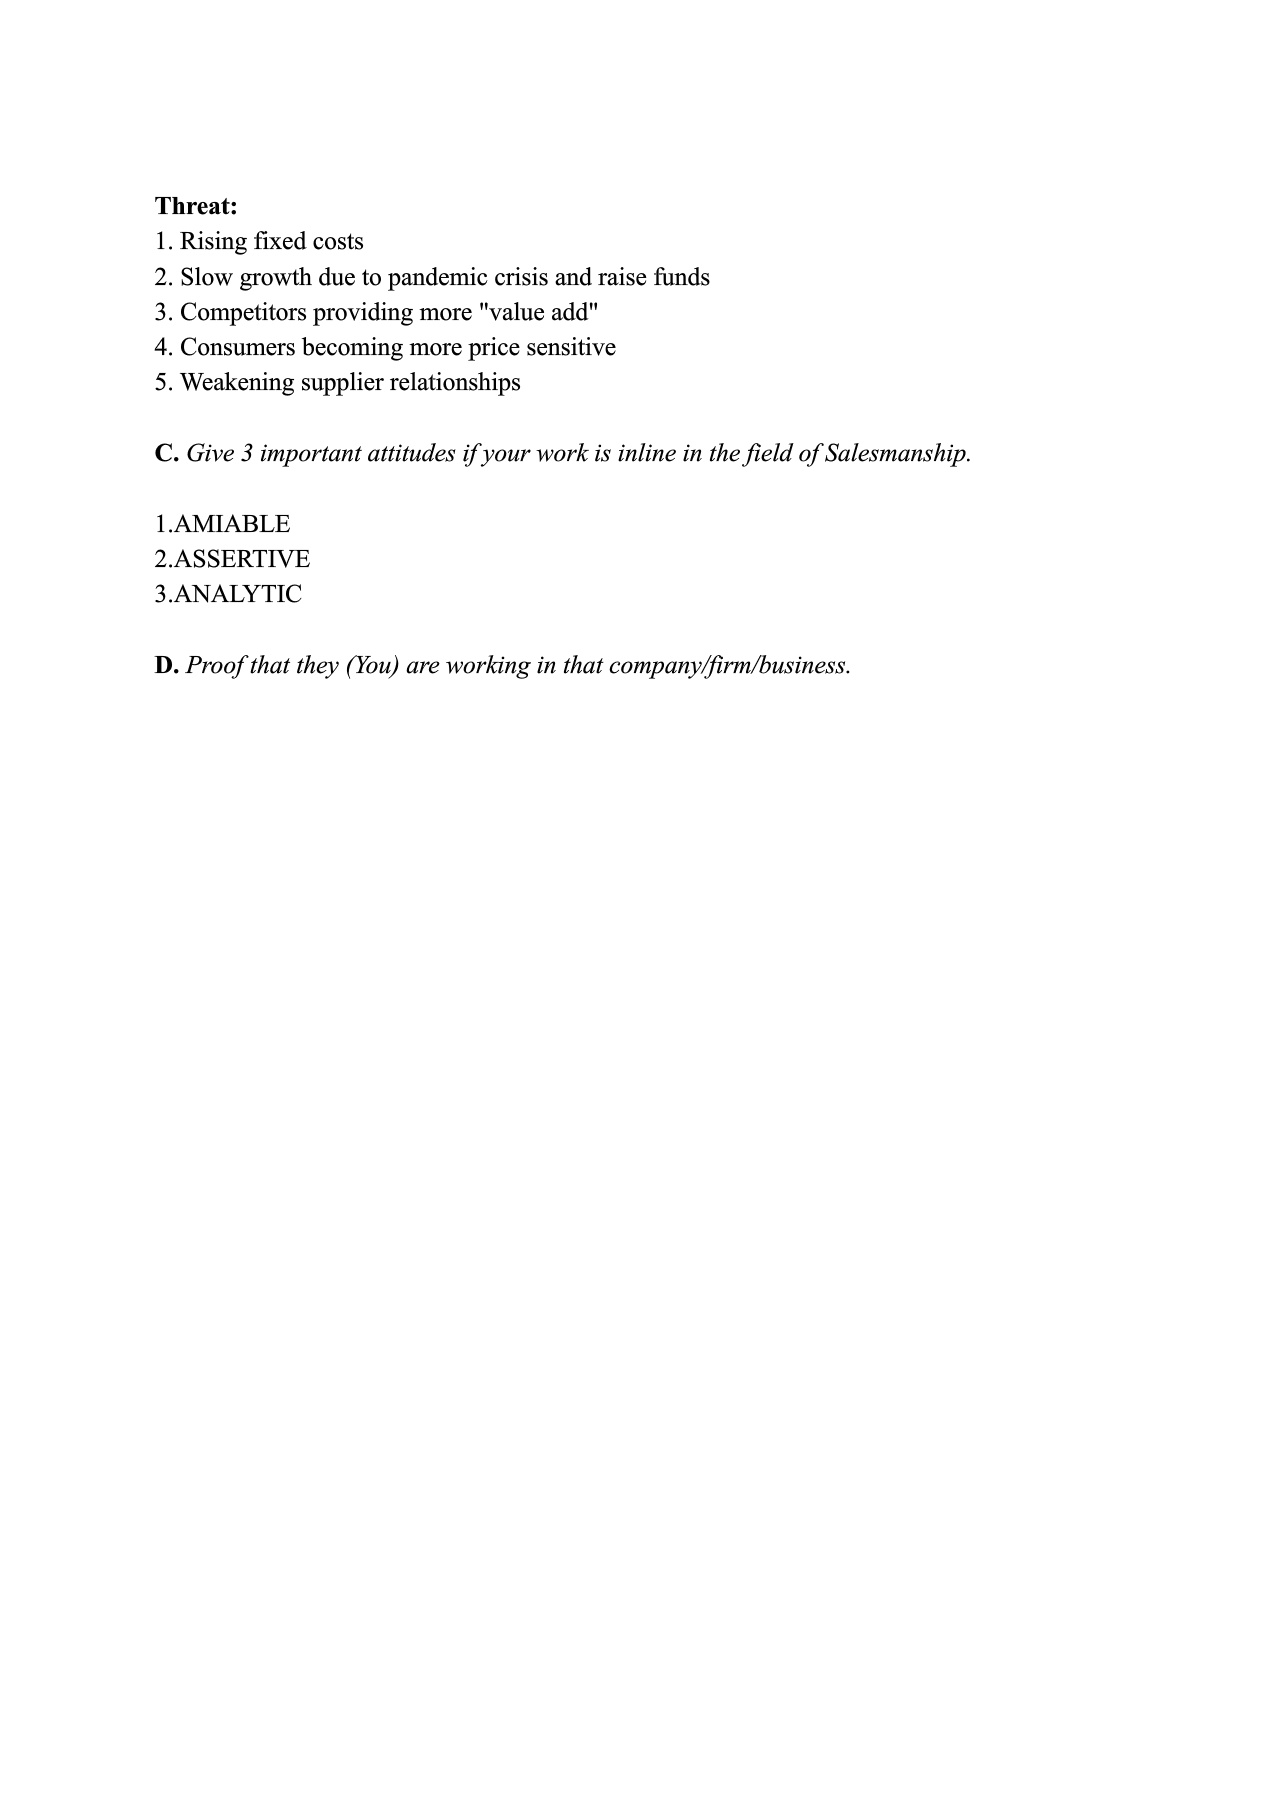 Threat:
1. Rising fixed costs
2. Slow growth due to pandemic crisis and raise funds
3. Competitors providing more "value add"
4. Consumers becoming more price sensitive
5. Weakening supplier relationships
C. Give 3 important attitudes if your work is inline in the field of Salesmanship.
1.AMIABLE
2.ASSERTIVE
3.ANALYTIC
D. Proof that they (You) are working in that company/firm/business.